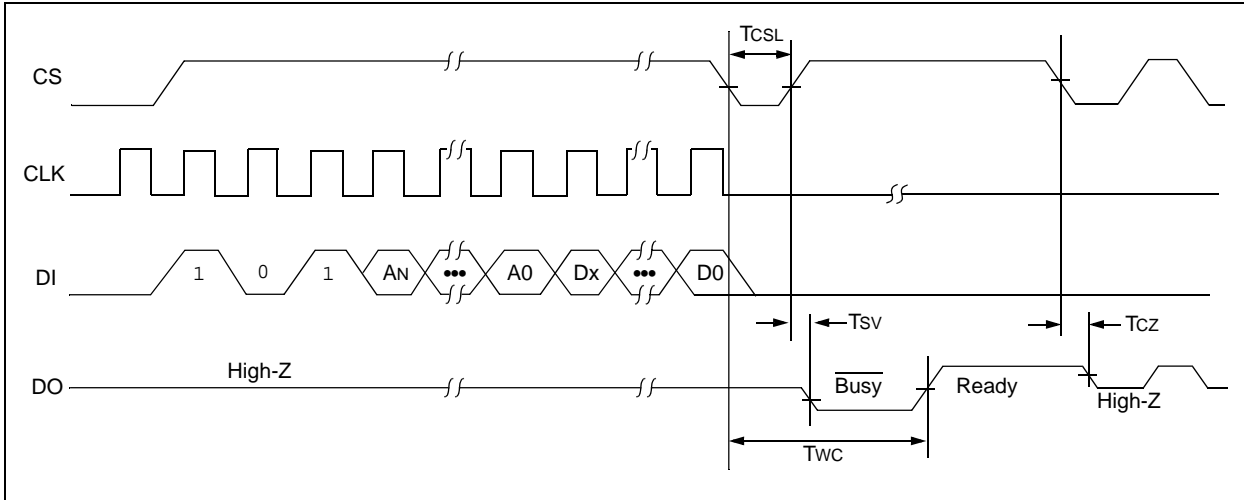 TCSL
CS
CLK
DI
1 0 1 AN ••• A0 Dx ••• D0
TSV
TCZ
DO
High-Z
Busy
Ready
High-Z
TWC